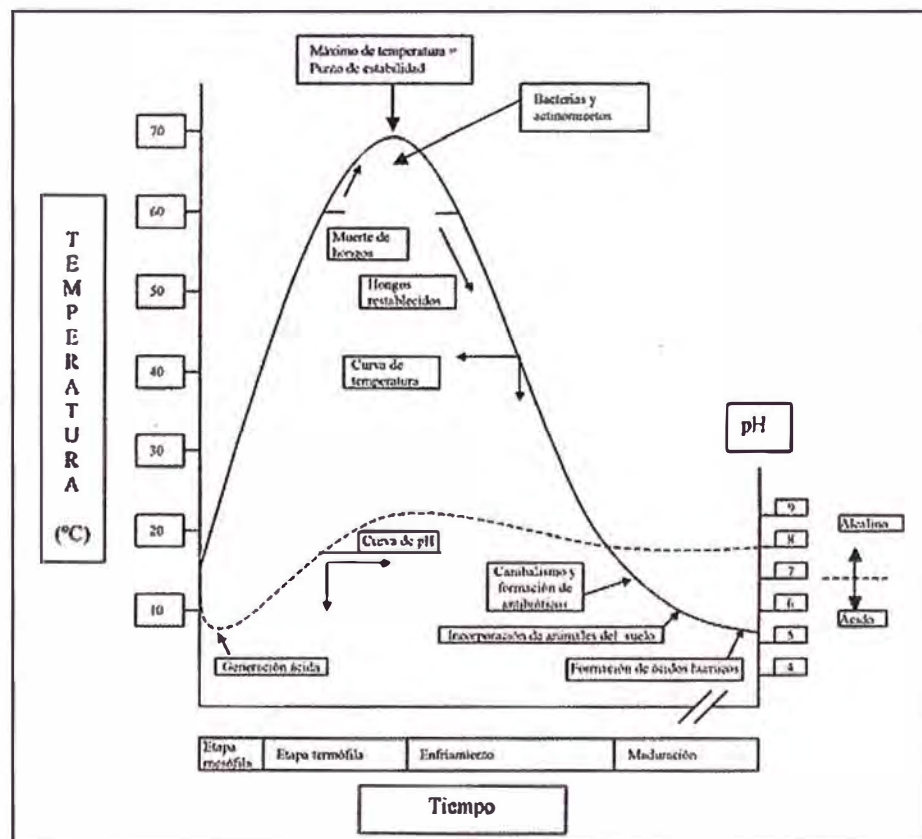 Máximo de temperatura =
Punto de estabilidad
Bacterias y
actinomicetos
70
60
50
40
30
20
10
TEMPERATURA
(°C)
Muerte de
hongos
Hongos
restablecidos
Curva de
temperatura
pH
9
8
7
6
5
4
Alcalina
Ácido
Curva de pH
Canibalismo y
formación de
antibióticos
Incorporación de animales del suelo
Generación ácida
Formación de ácidos húmicos
Etapa
mesófila
Etapa termófila
Enfriamiento
Maduración
Tiempo